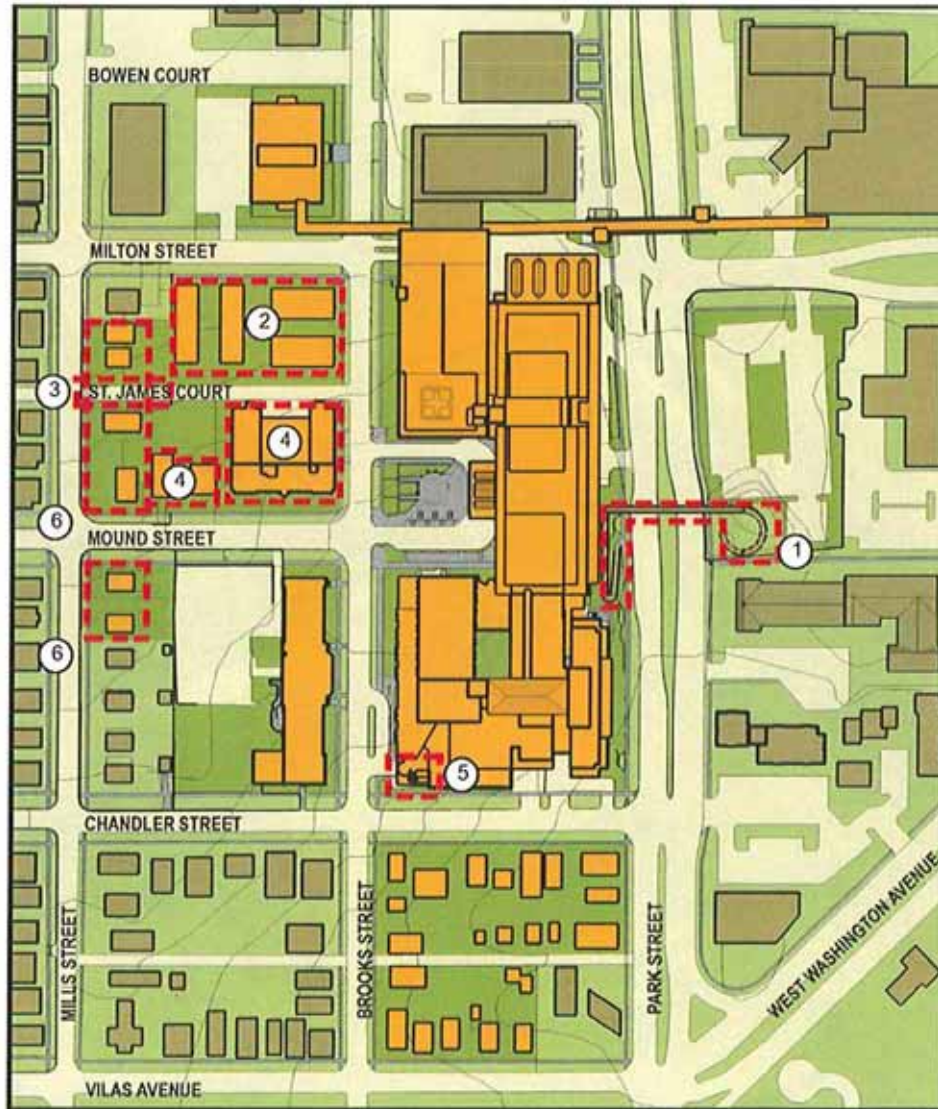 BOWEN COURT
MILTON STREET
2
3
ST. JAMES COURT
4
4
6
MOUND STREET
1
6
5
CHANDLER STREET
MILLS STREET
BROOKS STREET
PARK STREET
WEST WASHINGTON AVENUE
VILAS AVENUE